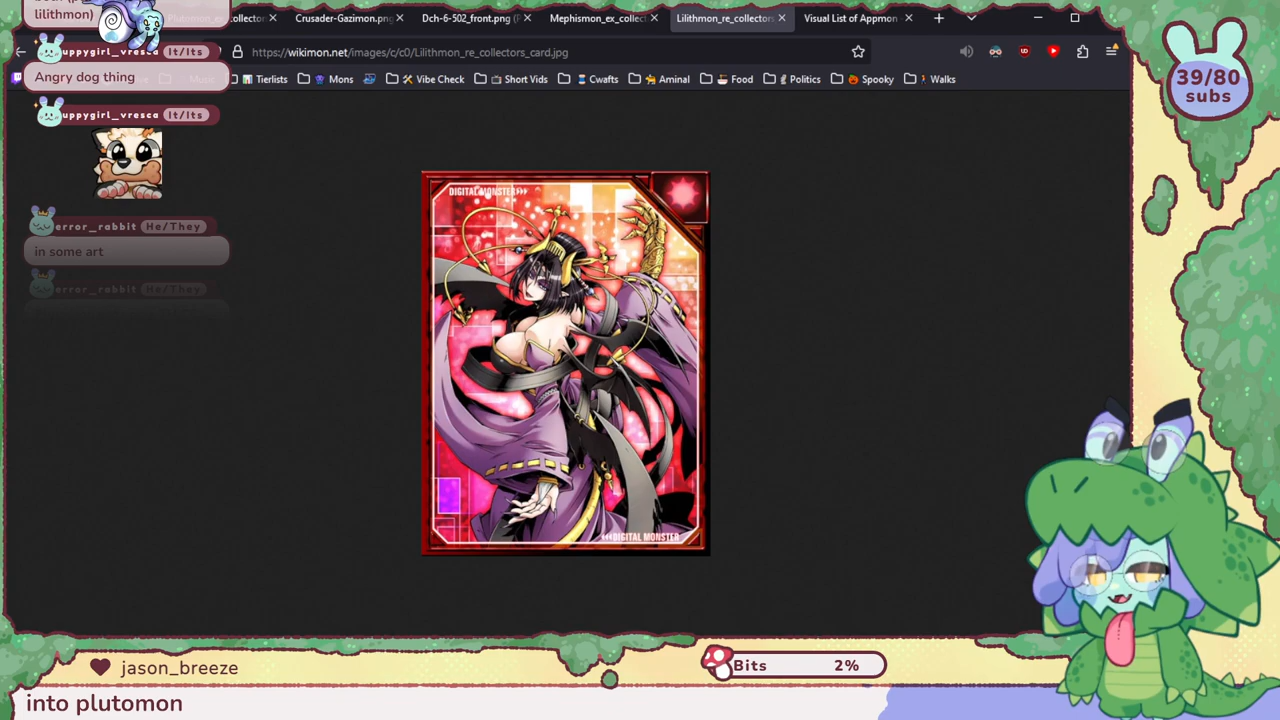 lilithmon)
uppygirl_vresca It/Its
Angry dog thing
uppygirl_vresca It/Its
error_rabbit He/They
in some art
error_rabbit He/They
Crusader-Gazimon.png
Dch-6-502_front.png (
Mephismon_ex_collect
Lilithmon_re_collectors
Visual List of Appmon
https://wikimon.net/images/c/c0/Lilithmon_re_collectors_card.jpg
Tierlists
Mons
Vibe Check
Short Vids
Cwafts
Aminal
Food
Politics
Spooky
Walks
DIGITAL MONSTER
DIGITAL MONSTER
39/80
subs
jason_breeze
Bits 2%
into plutomon